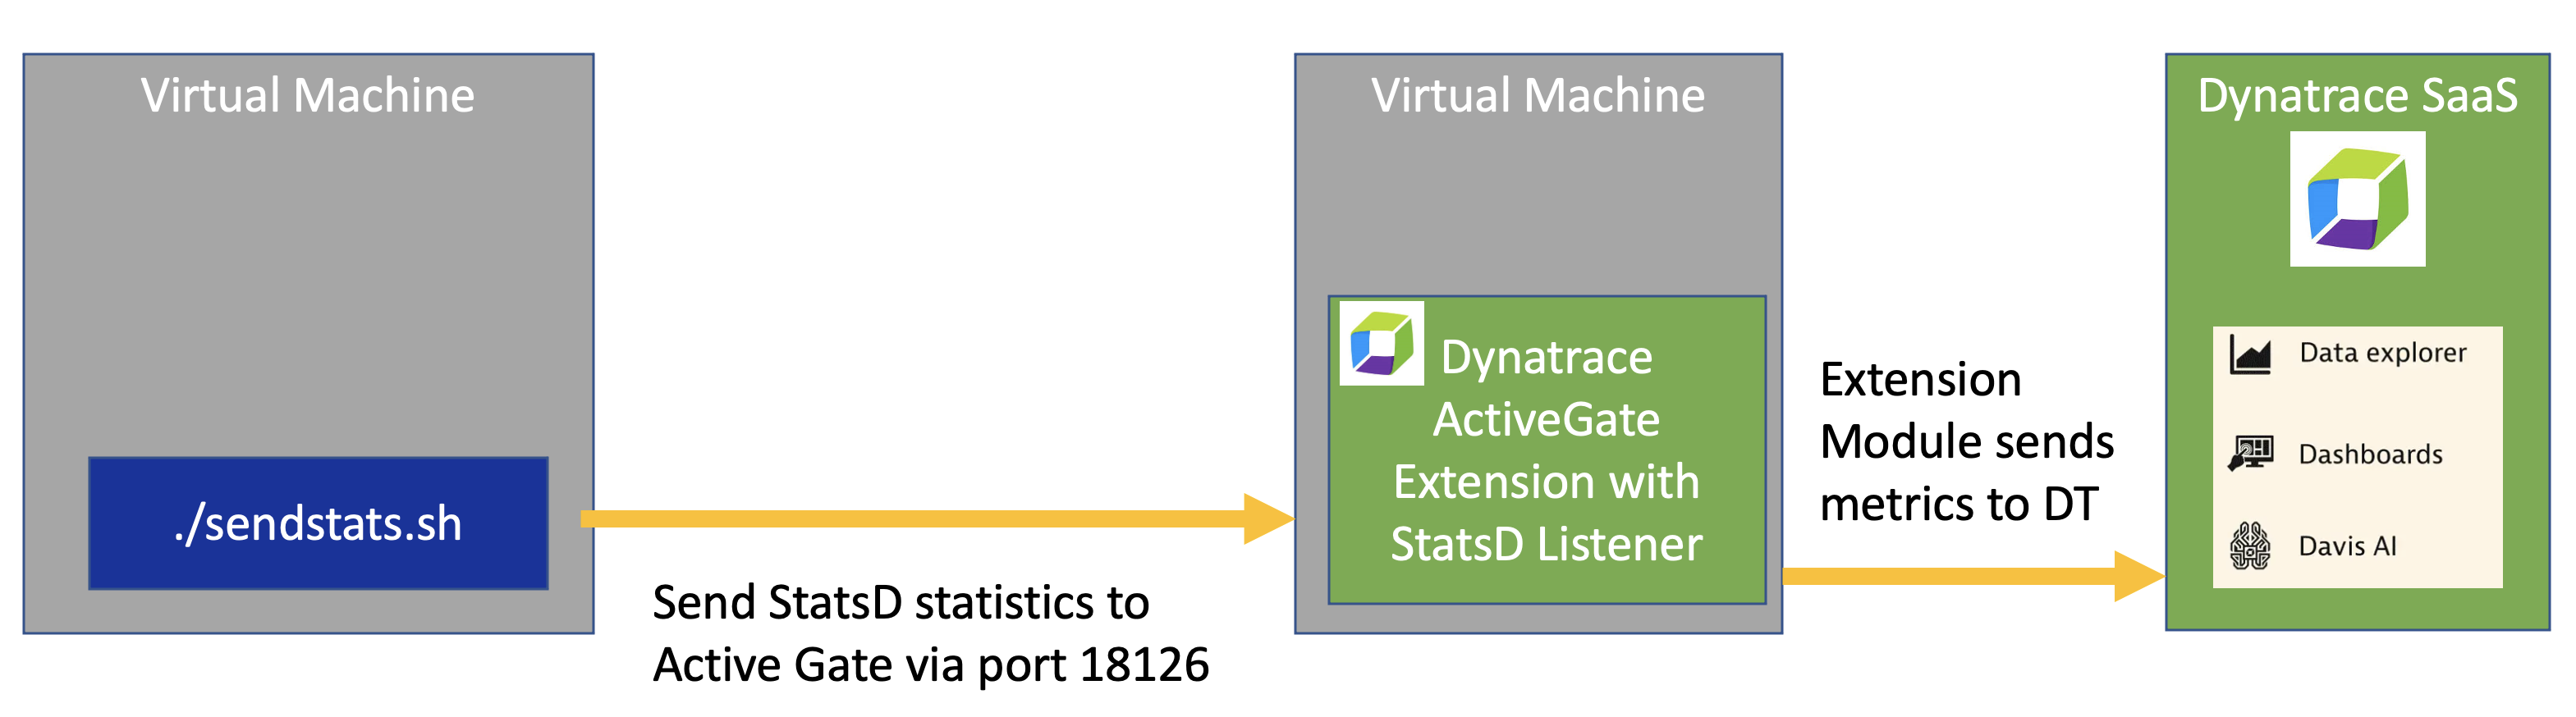 Virtual Machine
./sendstats.sh
Send StatsD statistics to
Active Gate via port 18126
Virtual Machine
Dynatrace
ActiveGate
Extension with
StatsD Listener
Extension
Module sends
metrics to DT
Dynatrace SaaS
Data explorer
Dashboards
Davis AI